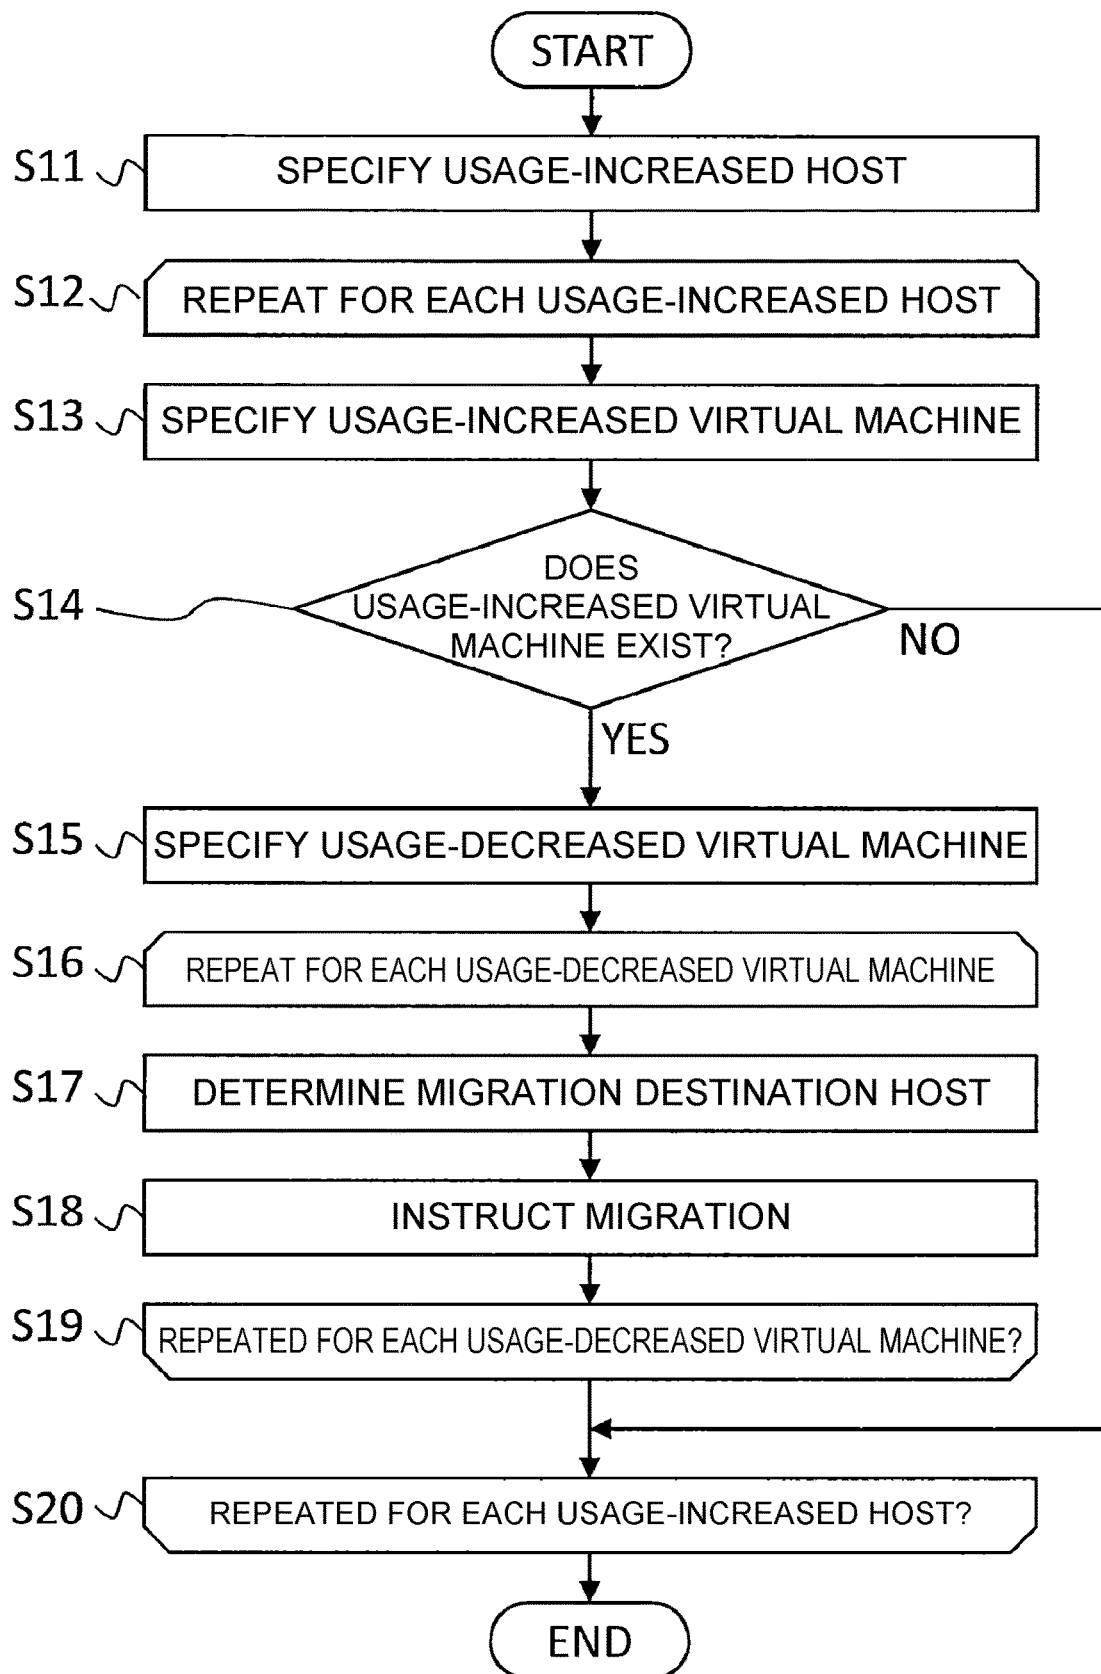 START
S11
SPECIFY USAGE-INCREASED HOST
S12
REPEAT FOR EACH USAGE-INCREASED HOST
S13
SPECIFY USAGE-INCREASED VIRTUAL MACHINE
S14
DOES
USAGE-INCREASED VIRTUAL
MACHINE EXIST?
NO
YES
S15
SPECIFY USAGE-DECREASED VIRTUAL MACHINE
S16
REPEAT FOR EACH USAGE-DECREASED VIRTUAL MACHINE
S17
DETERMINE MIGRATION DESTINATION HOST
S18
INSTRUCT MIGRATION
S19
REPEATED FOR EACH USAGE-DECREASED VIRTUAL MACHINE?
S20
REPEATED FOR EACH USAGE-INCREASED HOST?
END